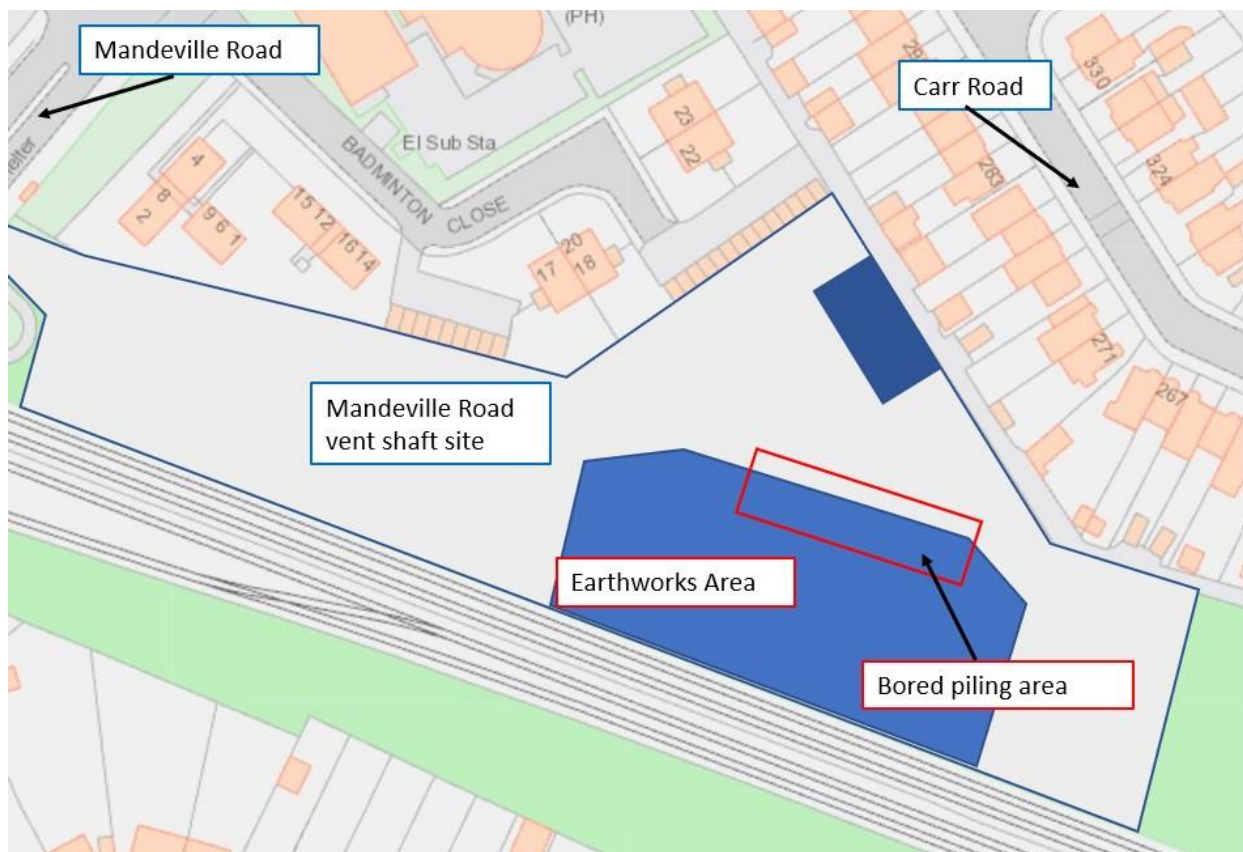 (PH)
Mandeville Road
Carr Road
330
324
283
271
267
23
22
El Sub Sta
BADMINTON
CLOSE
4
8
2
9 6 1
15 12
16 14
20
17
18
Mandeville Road
vent shaft site
Earthworks Area
Bored piling area